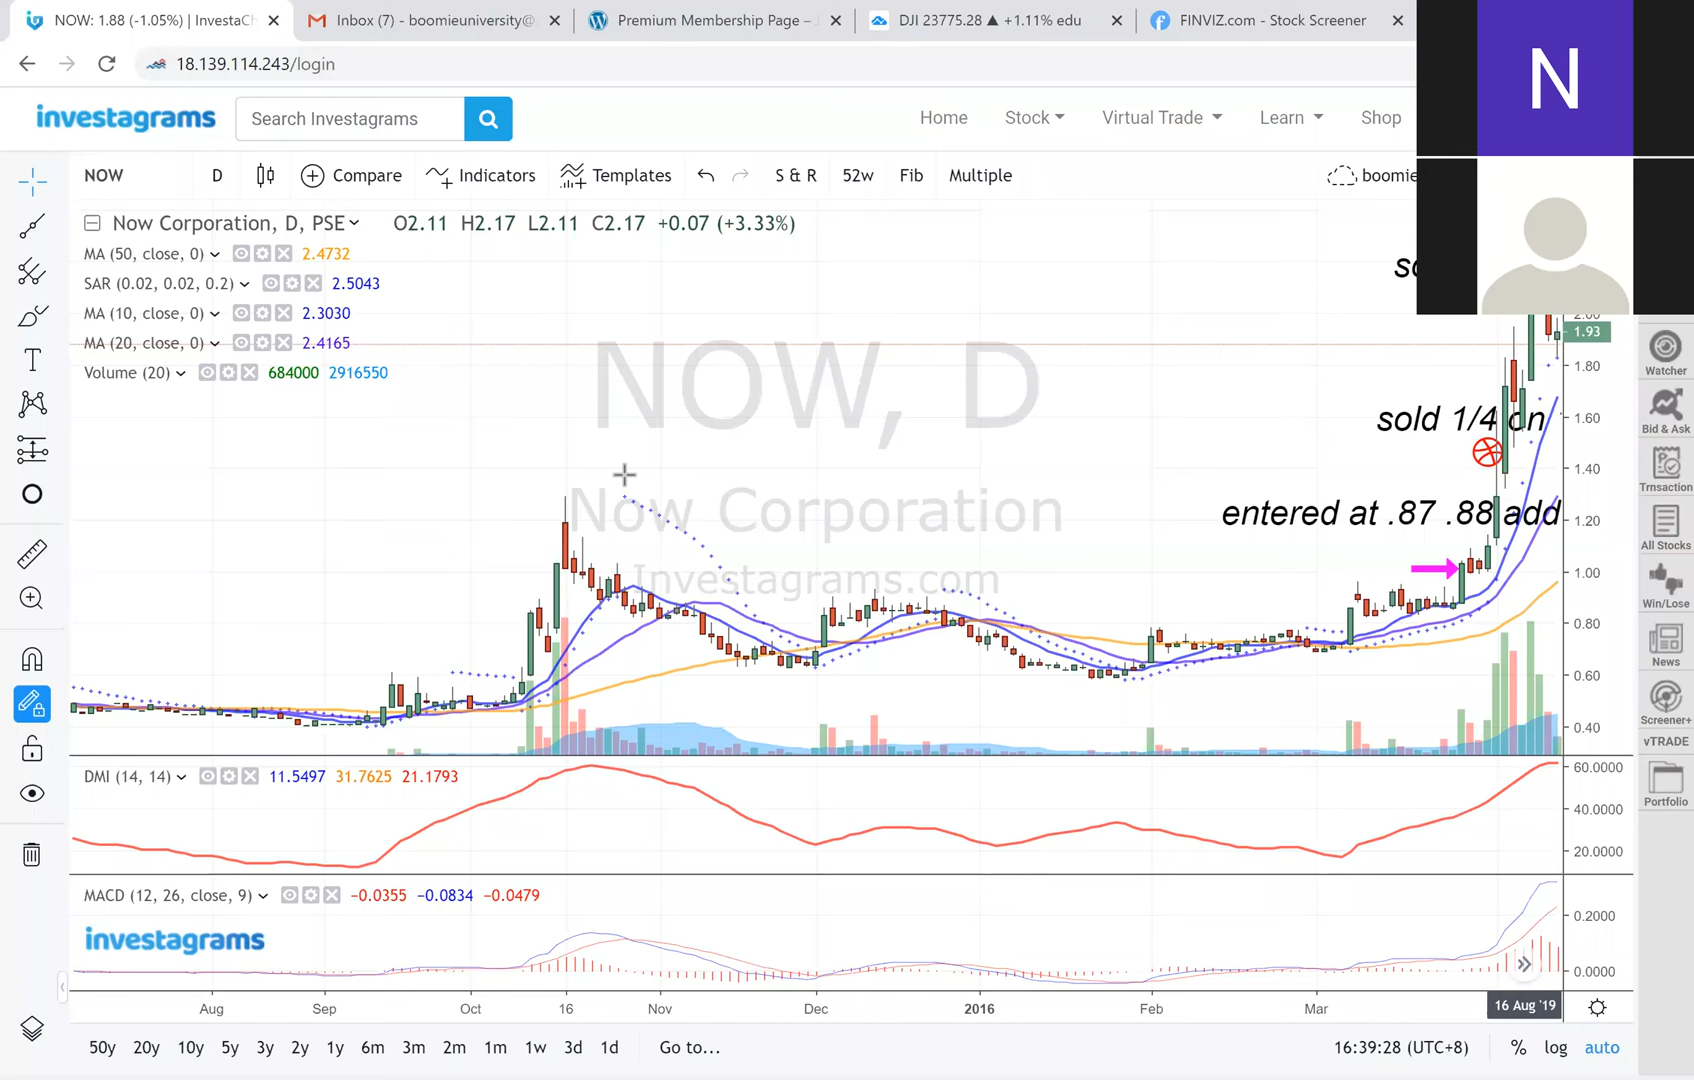 NOW: 1.88 (-1.05%) | InvestaCh
Inbox (7) - boomieuniversity@
Premium Membership Page –
DJI 23775.28 ▲ +1.11% edu
FINVIZ.com - Stock Screener
18.139.114.243/login
N
investagrams
Search Investagrams
Home
Stock
Virtual Trade
Learn
Shop
NOW
D
Compare
Indicators
Templates
S & R
52w
Fib
Multiple
boomie
Now Corporation, D, PSE
O2.11 H2.17 L2.11 C2.17 +0.07 (+3.33%)
MA (50, close, 0) 2.4732
SAR (0.02, 0.02, 0.2) 2.5043
MA (10, close, 0) 2.3030
MA (20, close, 0) 2.4165
Volume (20) 684000 2916550
NOW, D
Now Corporation
Investagrams.com
sold 1/4 on
entered at .87 .88 add
2.00
1.93
1.80
1.60
1.40
1.20
1.00
0.80
0.60
0.40
DMI (14, 14) 11.5497 31.7625 21.1793
60.0000
40.0000
20.0000
MACD (12, 26, close, 9) −0.0355 −0.0834 −0.0479
investagrams
0.2000
0.0000
Aug
Sep
Oct
16
Nov
Dec
2016
Feb
Mar
16 Aug '19
50y 20y 10y 5y 3y 2y 1y 6m 3m 2m 1m 1w 3d 1d Go to...
16:39:28 (UTC+8)
% log auto
Watcher
Bid & Ask
Trnsaction
All Stocks
Win/Lose
News
Screener+
vTRADE
Portfolio